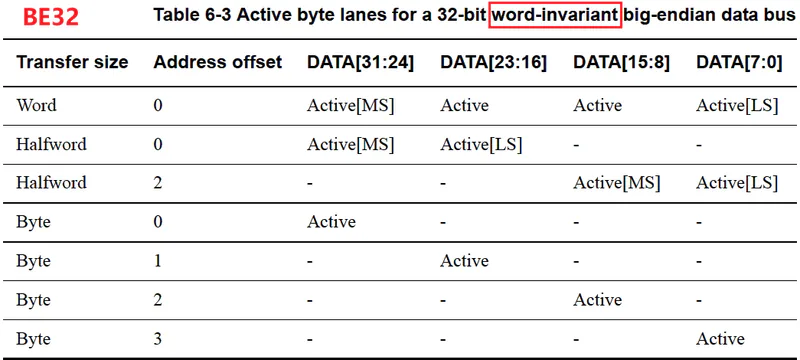 BE32 Table 6-3 Active byte lanes for a 32-bit word-invariant big-endian data bus
Transfer size Address offset DATA[31:24] DATA[23:16] DATA[15:8] DATA[7:0]
Word 0 Active[MS] Active Active Active[LS]
Halfword 0 Active[MS] Active[LS] - -
Halfword 2 - - Active[MS] Active[LS]
Byte 0 Active - - -
Byte 1 - Active - -
Byte 2 - - Active -
Byte 3 - - - Active